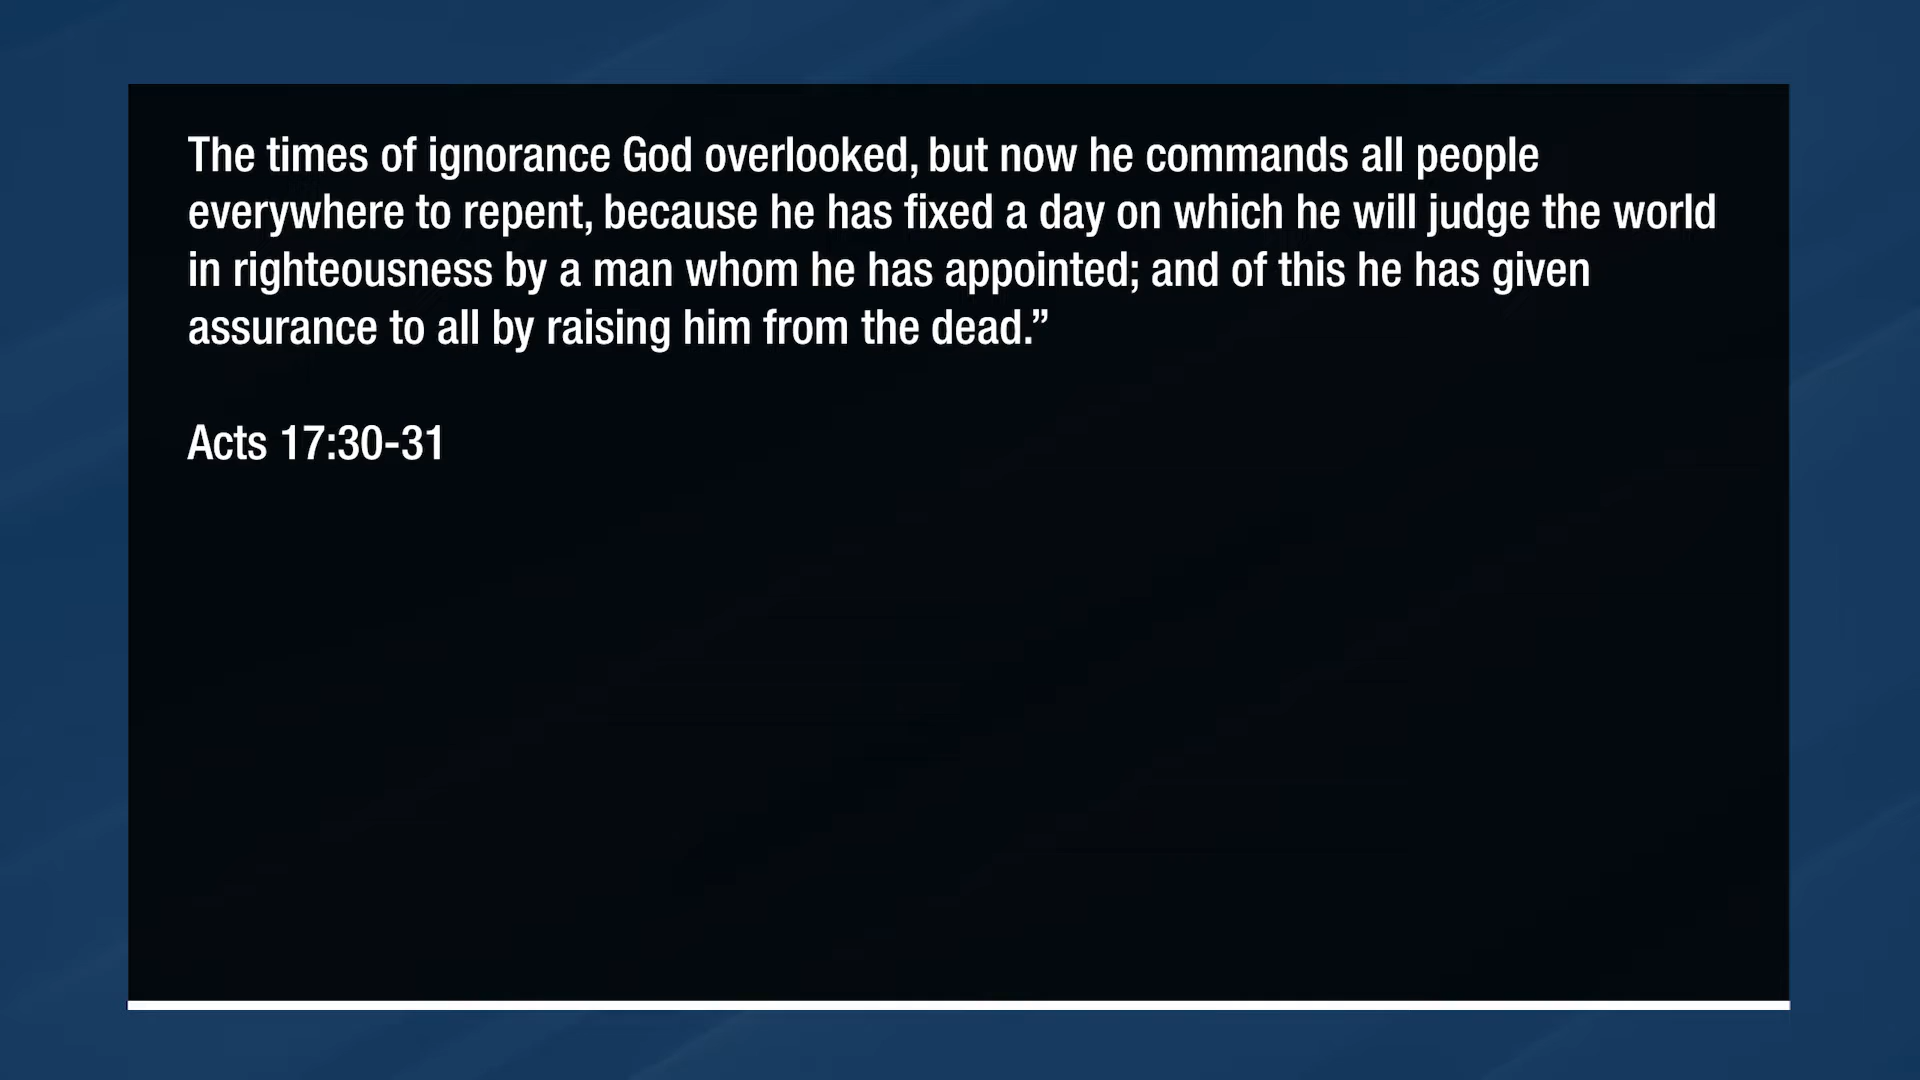 The times of ignorance God overlooked, but now he commands all people
everywhere to repent, because he has fixed a day on which he will judge the world
in righteousness by a man whom he has appointed; and of this he has given
assurance to all by raising him from the dead.”
Acts 17:30-31